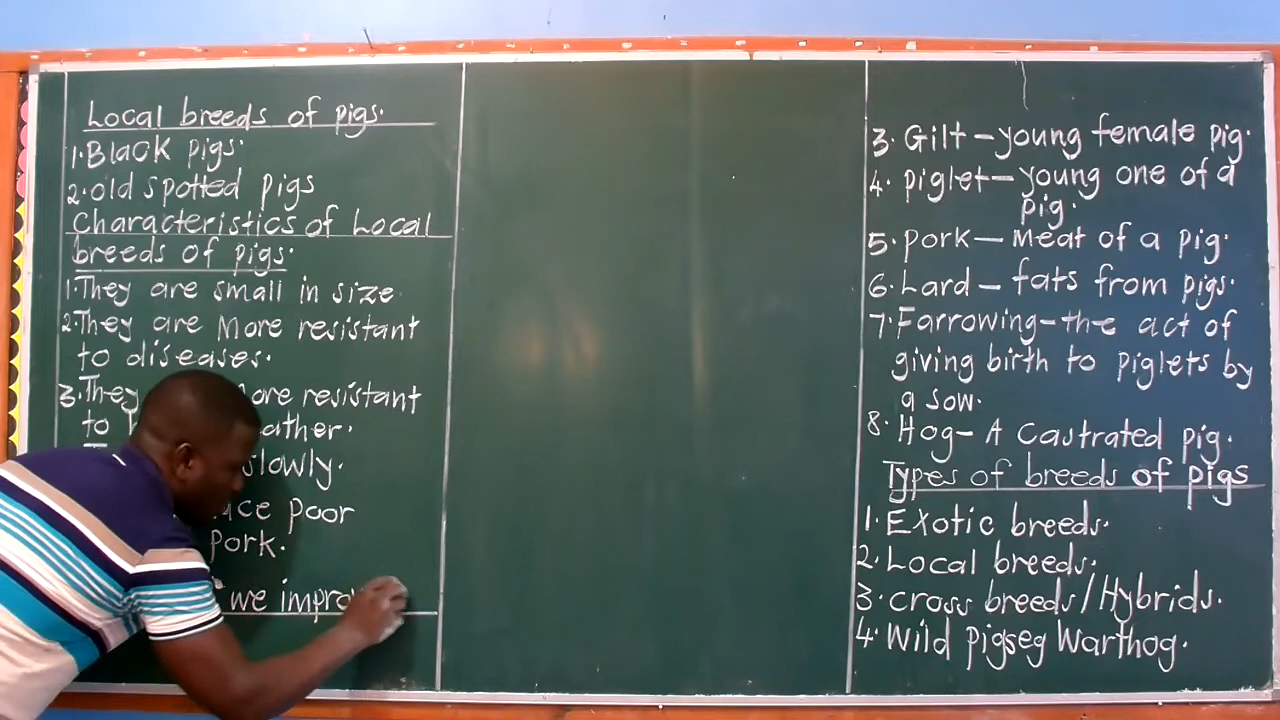 Local breeds of pigs.
1. Black pigs.
2. old spotted pigs
Characteristics of Local
breeds of pigs.
1. They are small in size
2. They are more resistant
to diseases.
3. They ore resistant
to ather.
slowly.
ce poor
pork.
we impro
3. Gilt – young female pig.
4. piglet – young one of a
pig.
5. pork – meat of a pig.
6. Lard – fats from pigs.
7. Farrowing – the act of
giving birth to piglets by
a sow.
8. Hog – A Castrated pig.
Types of breeds of pigs
1. Exotic breeds.
2. Local breeds.
3. cross breeds/Hybrids.
4. Wild pigs eg Warthog.